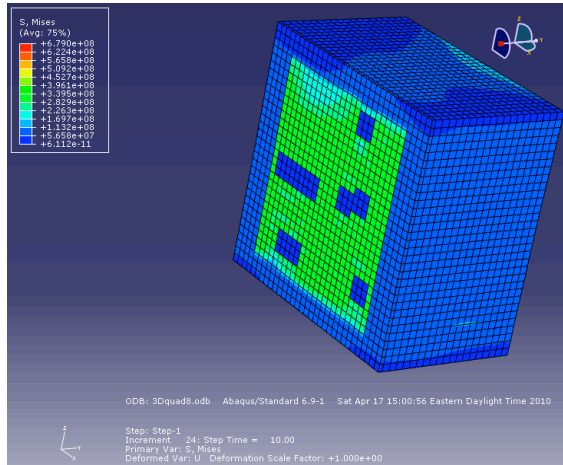 S, Mises
(Avg: 75%)
+6.790e+08
+6.224e+08
+5.658e+08
+5.092e+08
+4.527e+08
+3.961e+08
+3.395e+08
+2.829e+08
+2.263e+08
+1.697e+08
+1.132e+08
+5.658e+07
+6.112e-11
Z
Y
X
ODB: 3Dquad8.odb    Abaqus/Standard 6.9-1    Sat Apr 17 15:00:56 Eastern Daylight Time 2010
Z
Y
X
Step: Step-1
Increment     24: Step Time =    10.00
Primary Var: S, Mises
Deformed Var: U   Deformation Scale Factor: +1.000e+00